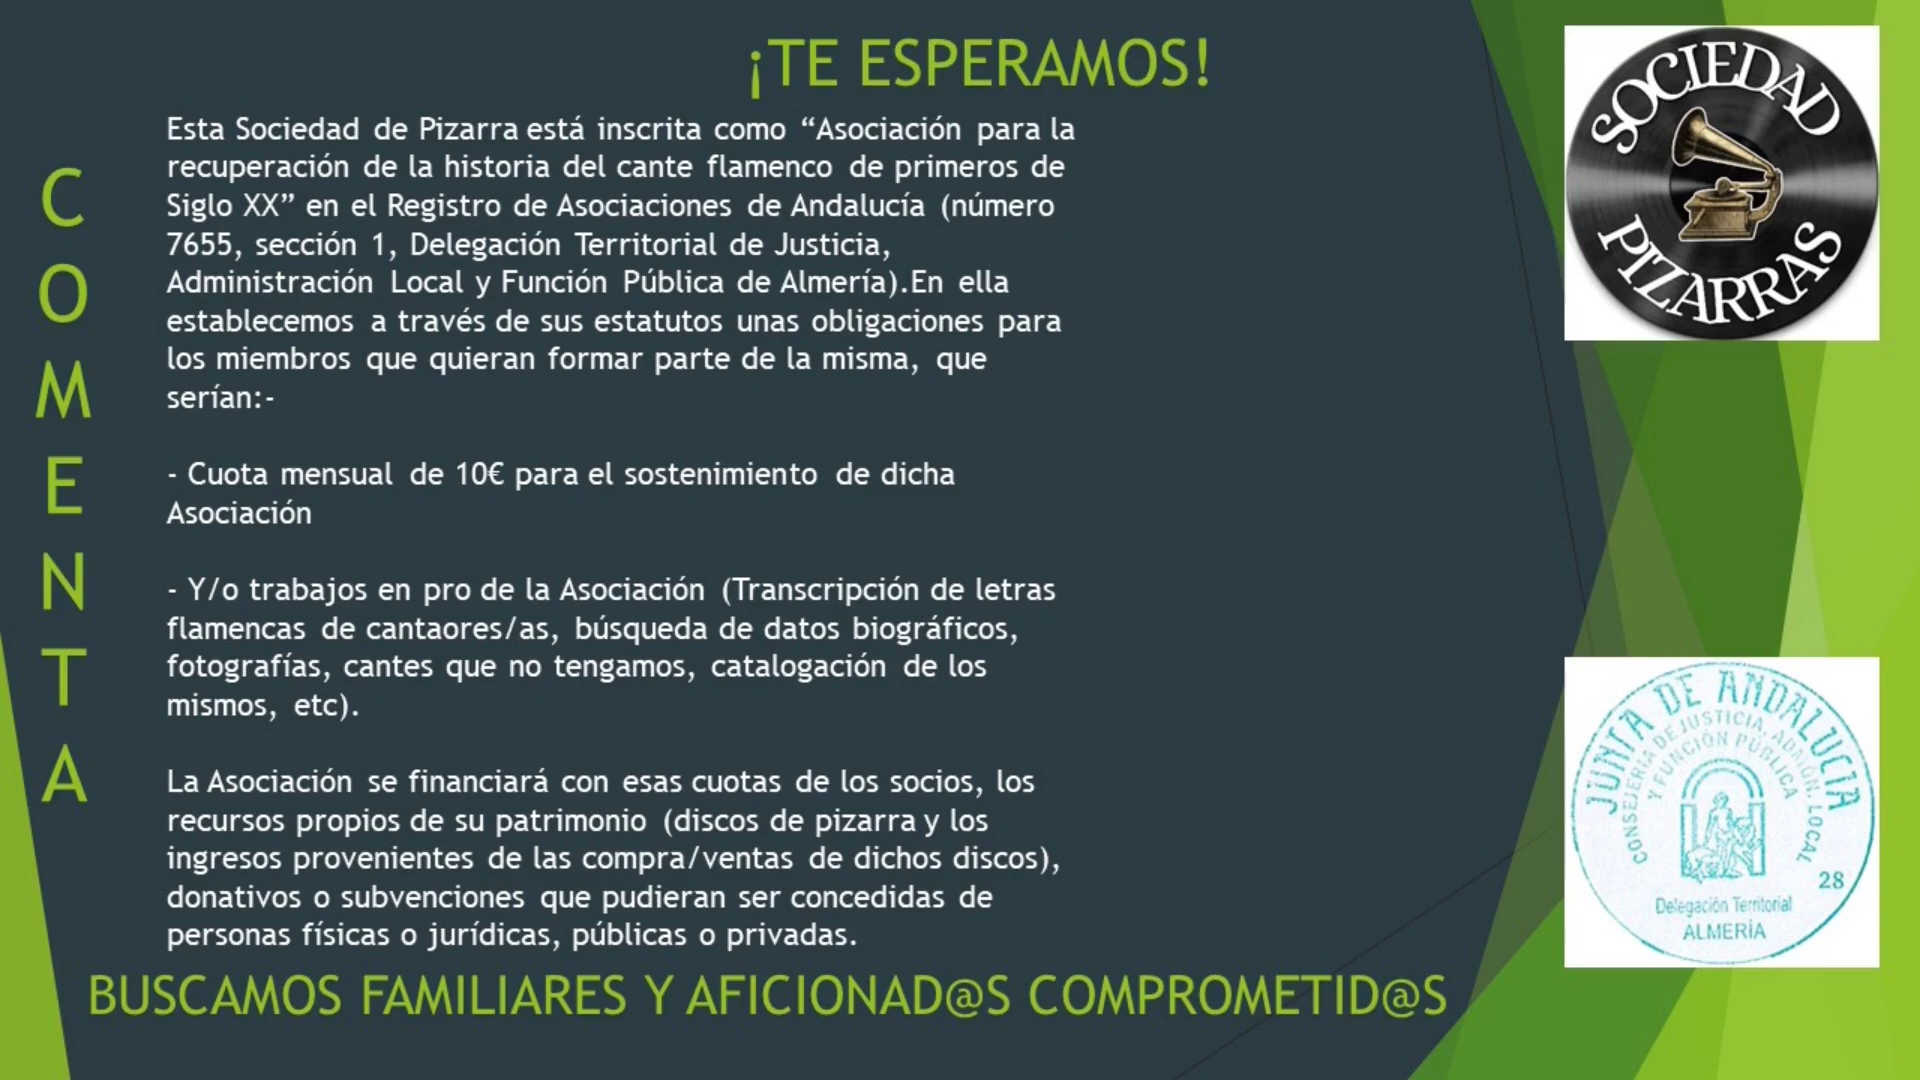 ¡TE ESPERAMOS!
COMENTA
Esta Sociedad de Pizarra está inscrita como “Asociación para la
recuperación de la historia del cante flamenco de primeros de
Siglo XX” en el Registro de Asociaciones de Andalucía (número
7655, sección 1, Delegación Territorial de Justicia,
Administración Local y Función Pública de Almería).En ella
establecemos a través de sus estatutos unas obligaciones para
los miembros que quieran formar parte de la misma, que
serían:-
- Cuota mensual de 10€ para el sostenimiento de dicha
Asociación
- Y/o trabajos en pro de la Asociación (Transcripción de letras
flamencas de cantaores/as, búsqueda de datos biográficos,
fotografías, cantes que no tengamos, catalogación de los
mismos, etc).
La Asociación se financiará con esas cuotas de los socios, los
recursos propios de su patrimonio (discos de pizarra y los
ingresos provenientes de las compra/ventas de dichos discos),
donativos o subvenciones que pudieran ser concedidas de
personas físicas o jurídicas, públicas o privadas.
BUSCAMOS FAMILIARES Y AFICIONAD@S COMPROMETID@S
SOCIEDAD
PIZARRAS
JUNTA DE ANDALUCIA
CONSEJERÍA DE JUSTICIA, ADMÓN. LOCAL
Y FUNCIÓN PÚBLICA
28
Delegación Territorial
ALMERÍA